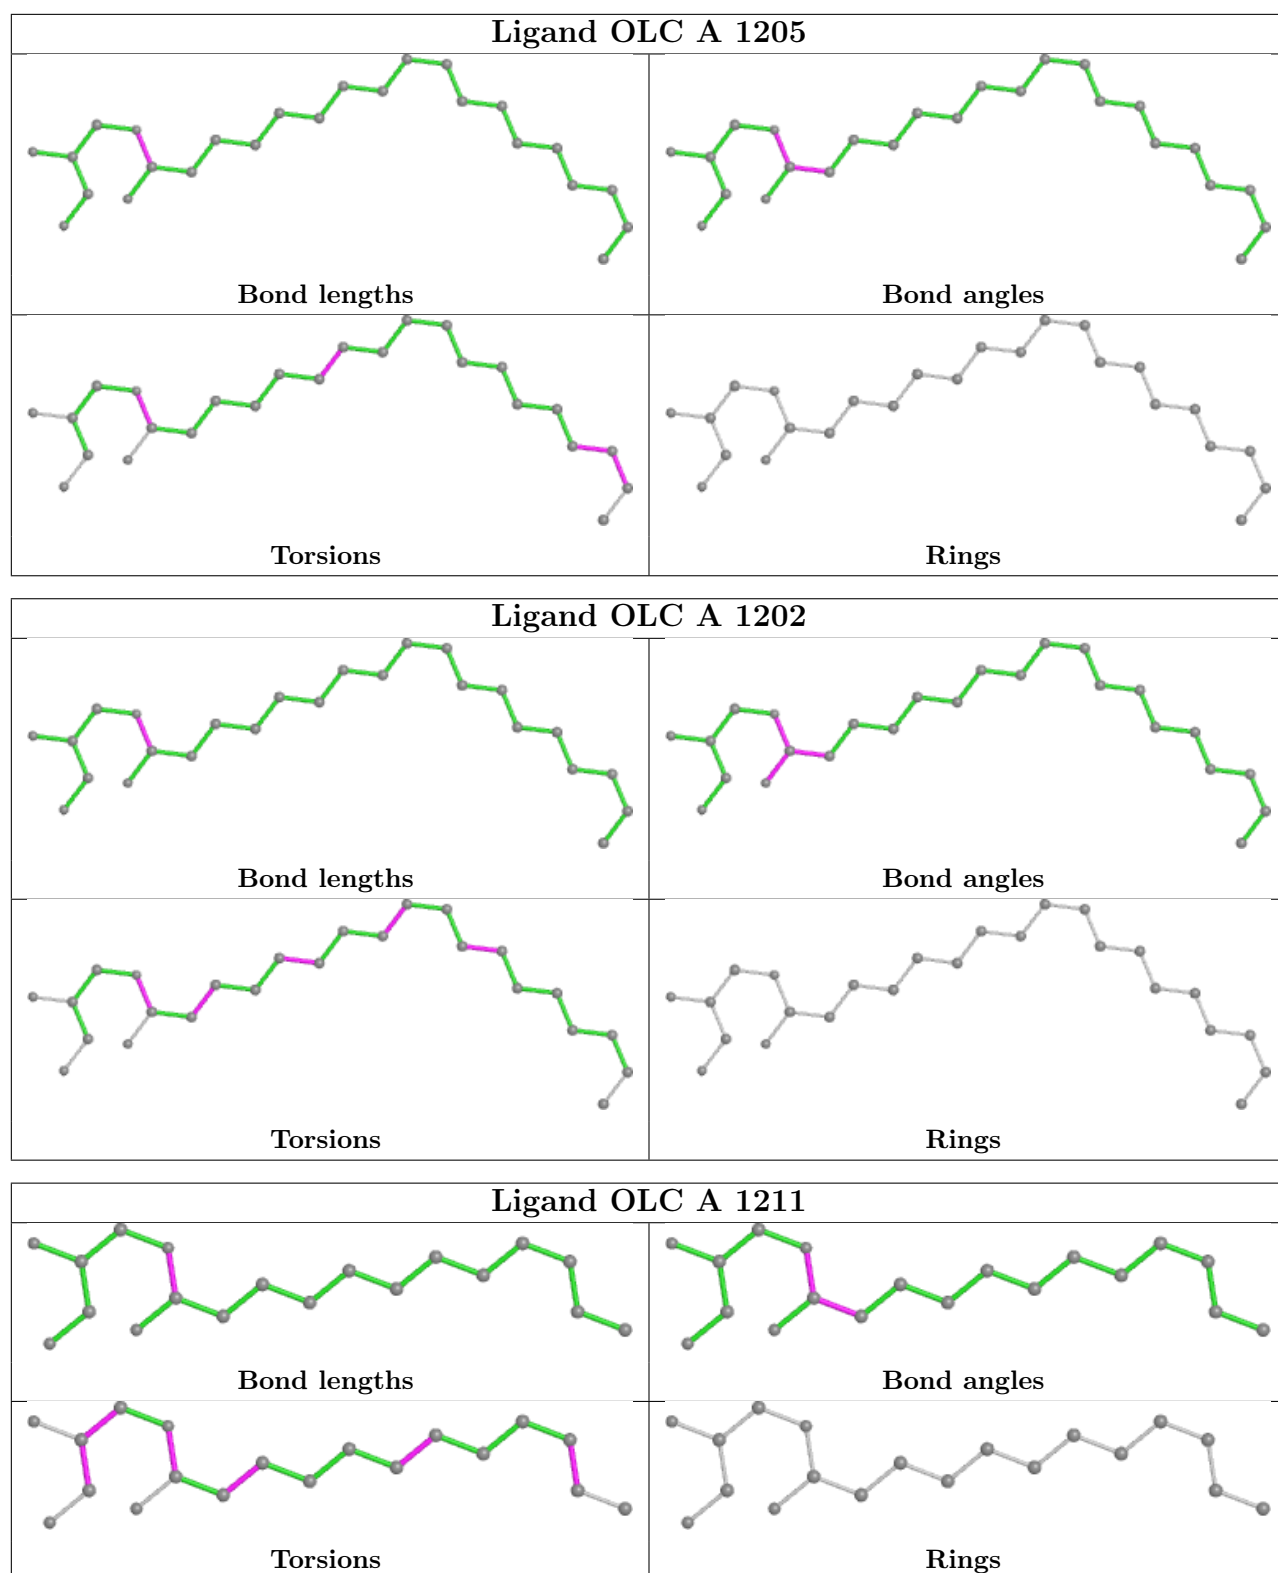 Ligand OLC A 1205
Bond lengths
Bond angles
Torsions
Rings
Ligand OLC A 1202
Bond lengths
Bond angles
Torsions
Rings
Ligand OLC A 1211
Bond lengths
Bond angles
Torsions
Rings